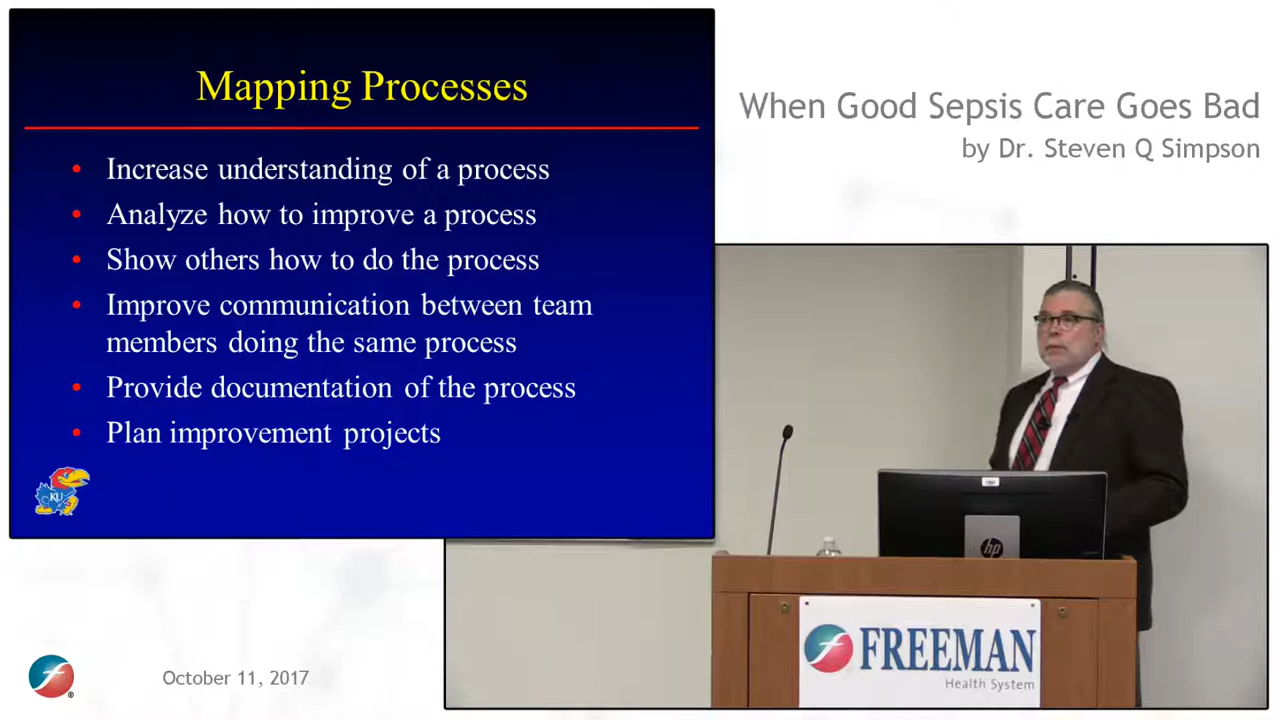 Mapping Processes
• Increase understanding of a process
• Analyze how to improve a process
• Show others how to do the process
• Improve communication between team
members doing the same process
• Provide documentation of the process
• Plan improvement projects
KU
When Good Sepsis Care Goes Bad
by Dr. Steven Q Simpson
hp
f FREEMAN
Health System
f ®
October 11, 2017